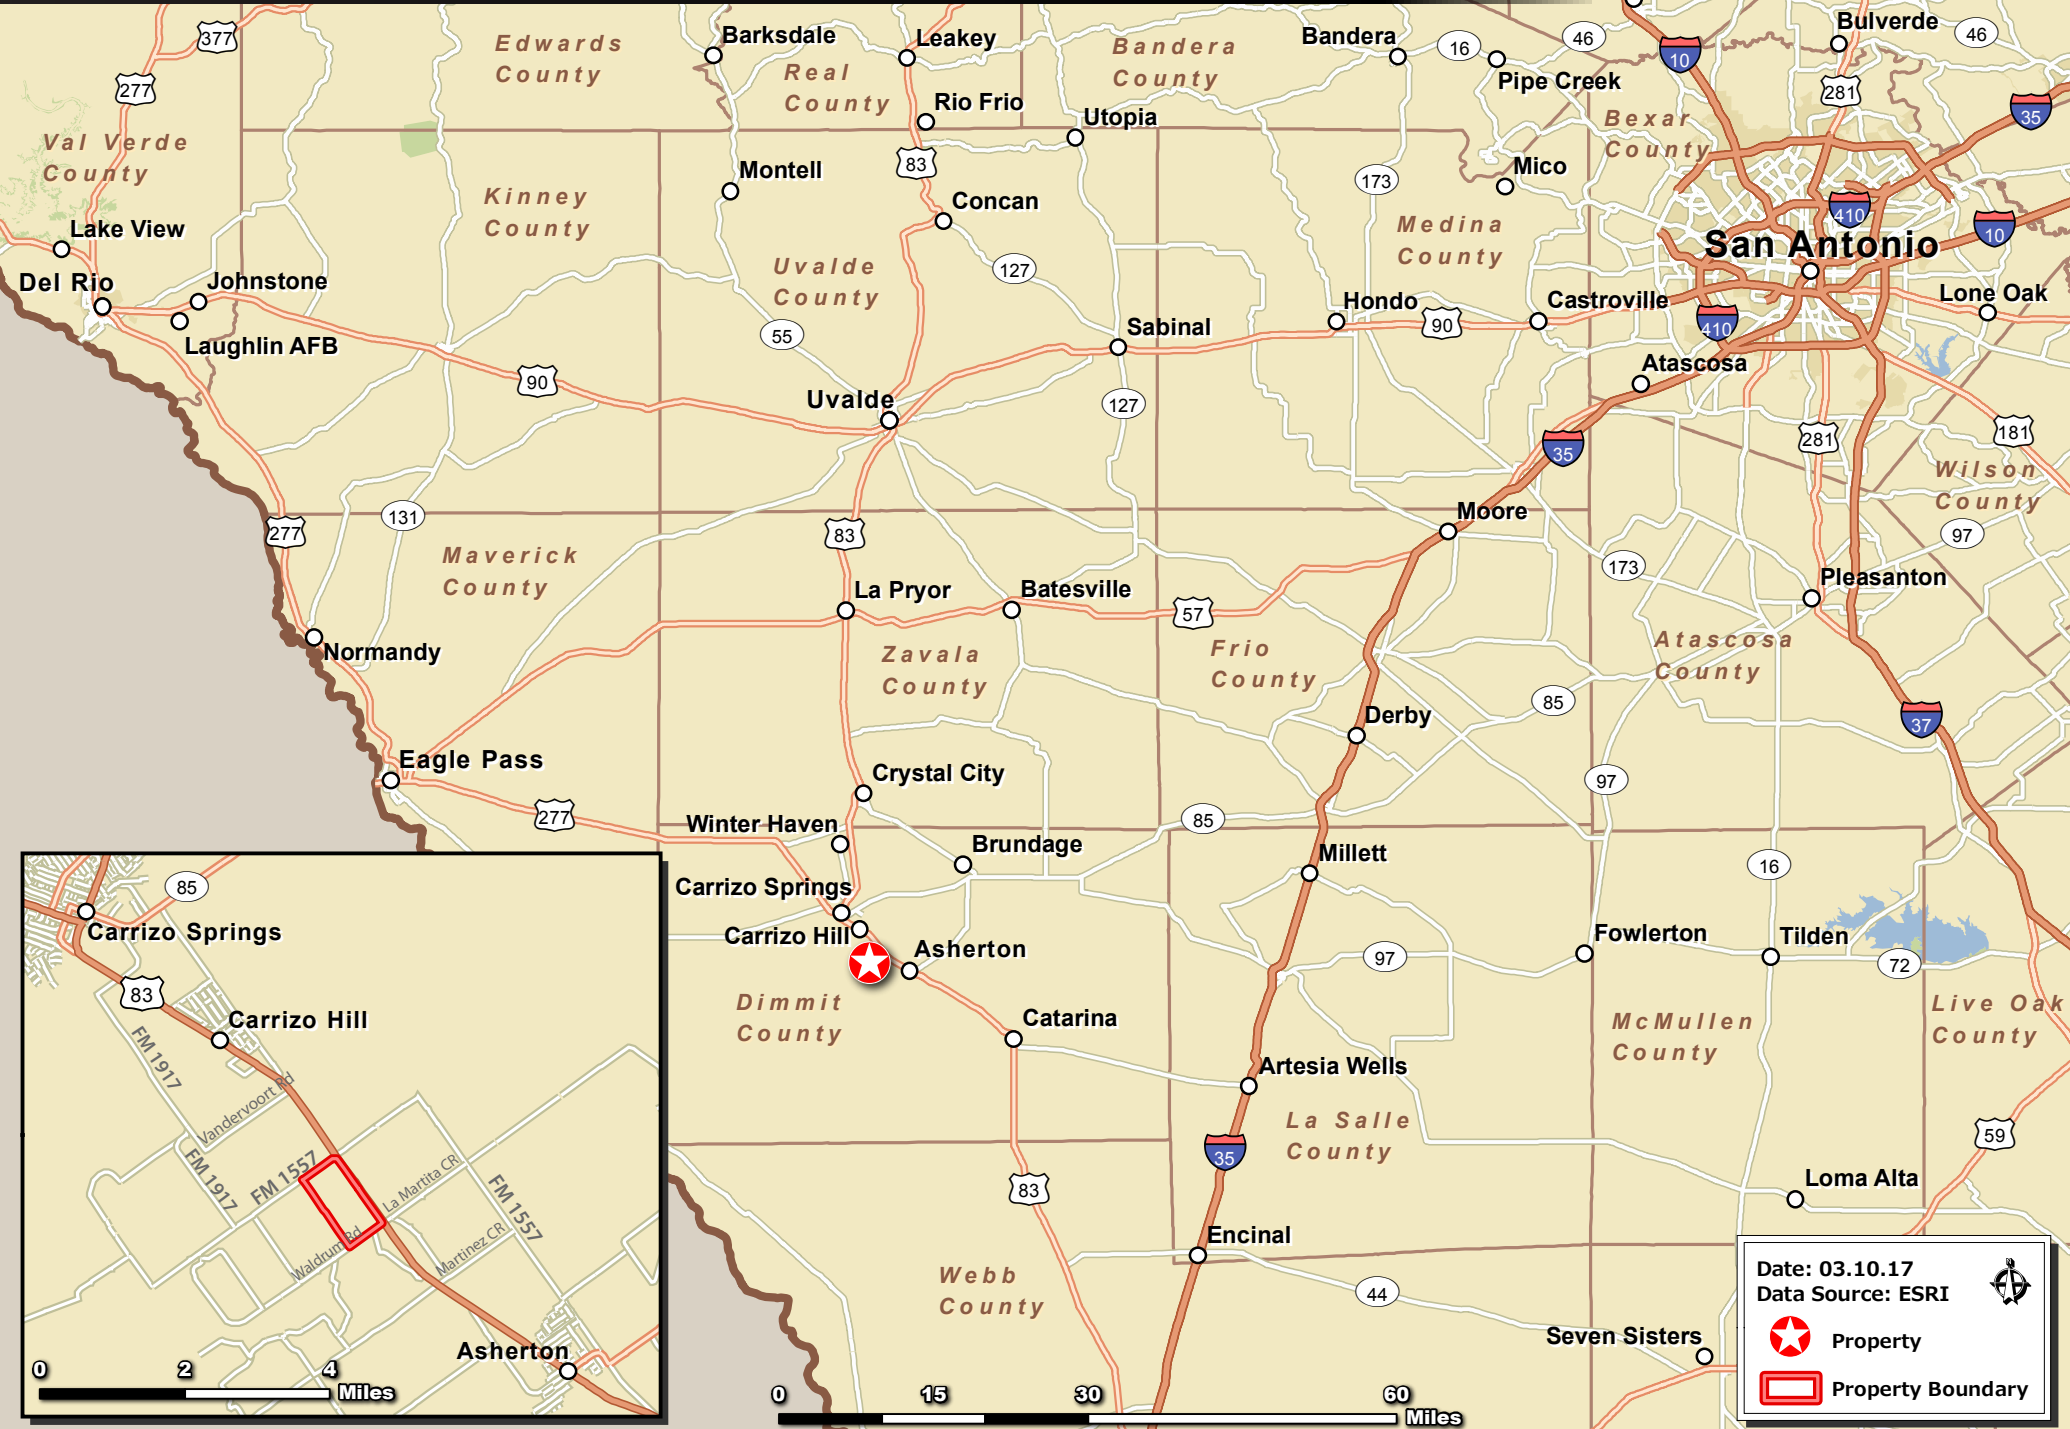 377
277
Edwards
County
Barksdale
Leakey
Real
County
Bandera
County
Bandera
16
46
Pipe Creek
10
Bulverde
46
281
35
Val Verde
County
Rio Frio
Utopia
Bexar
County
Montell
83
173
Mico
Kinney
County
Concan
Medina
County
410
10
Lake View
San Antonio
Del Rio
Johnstone
Uvalde
County
127
Hondo
90
Castroville
Lone Oak
Laughlin AFB
55
Sabinal
410
Atascosa
90
Uvalde
127
35
281
181
Wilson
County
277
131
83
Moore
97
Maverick
County
173
Pleasanton
La Pryor
Batesville
57
Normandy
Zavala
County
Frio
County
Atascosa
County
85
Derby
37
Eagle Pass
Crystal City
97
277
Winter Haven
85
Brundage
Millett
16
Carrizo Springs
Carrizo Hill
Asherton
97
Fowlerton
Tilden
72
Dimmit
County
Catarina
McMullen
County
Live Oak
County
Artesia Wells
La Salle
County
35
59
83
Loma Alta
Encinal
Webb
County
44
Seven Sisters
0 15 30 60
Miles
85
Carrizo Springs
83
Carrizo Hill
FM 1917
Vandervoort Rd
FM 1917
FM 1557
La Martita CR
FM 1557
Waldrum Rd
Martinez CR
Asherton
0 2 4
Miles
Date: 03.10.17
Data Source: ESRI
Property
Property Boundary